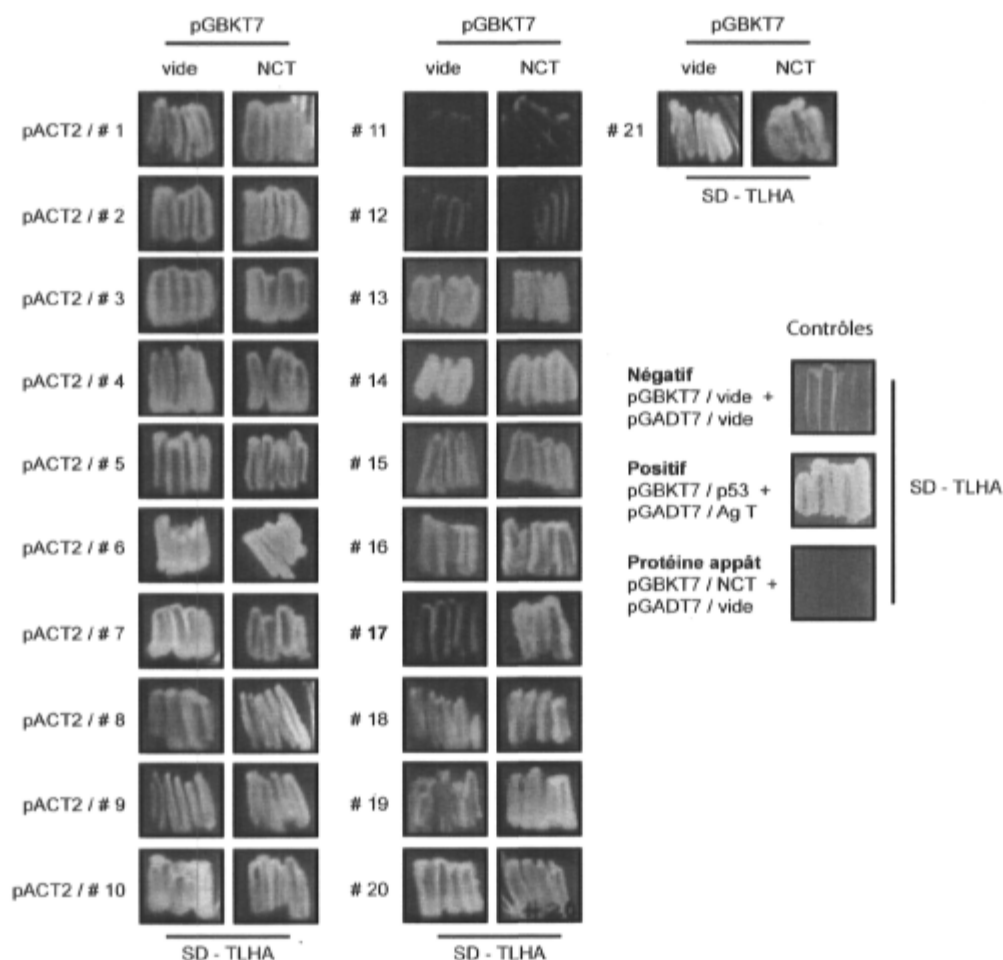 pGBKT7
vide NCT
pACT2 / # 1
pACT2 / # 2
pACT2 / # 3
pACT2 / # 4
pACT2 / # 5
pACT2 / # 6
pACT2 / # 7
pACT2 / # 8
pACT2 / # 9
pACT2 / # 10
SD - TLHA
pGBKT7
vide NCT
# 11
# 12
# 13
# 14
# 15
# 16
# 17
# 18
# 19
# 20
SD - TLHA
pGBKT7
vide NCT
# 21
SD - TLHA
Contrôles
Négatif
pGBKT7 / vide +
pGADT7 / vide
Positif
pGBKT7 / p53 +
pGADT7 / Ag T
Protéine appât
pGBKT7 / NCT +
pGADT7 / vide
SD - TLHA